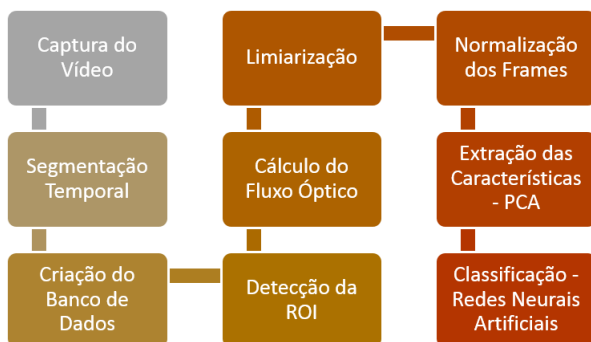 Captura do
Vídeo
Segmentação
Temporal
Criação do
Banco de
Dados
Detecção da
ROI
Cálculo do
Fluxo Óptico
Limiarização
Normalização
dos Frames
Extração das
Características
- PCA
Classificação -
Redes Neurais
Artificiais